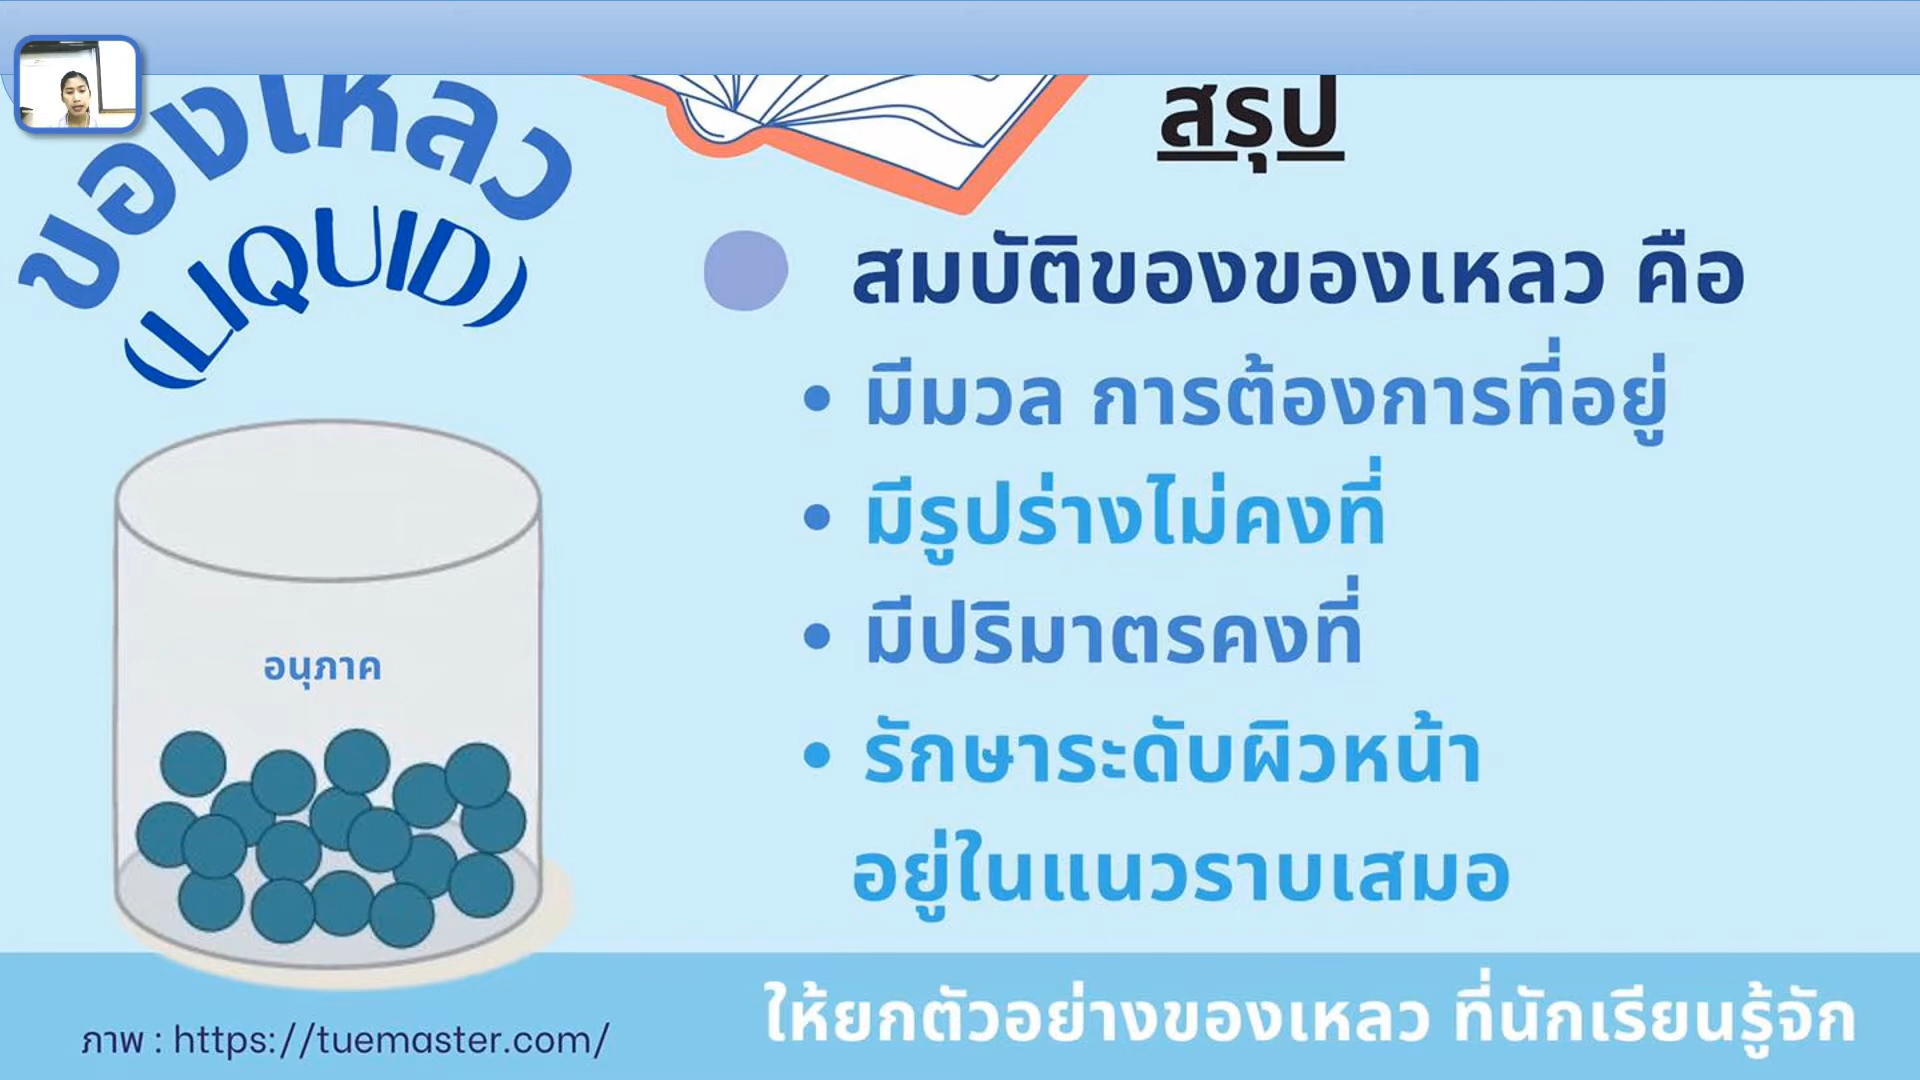 ของเหลว
(LIQUID)
สรุป
สมบัติของของเหลว คือ
• มีมวล การต้องการที่อยู่
• มีรูปร่างไม่คงที่
• มีปริมาตรคงที่
• รักษาระดับผิวหน้า
อยู่ในแนวราบเสมอ
อนุภาค
ภาพ : https://tuemaster.com/
ให้ยกตัวอย่างของเหลว ที่นักเรียนรู้จัก